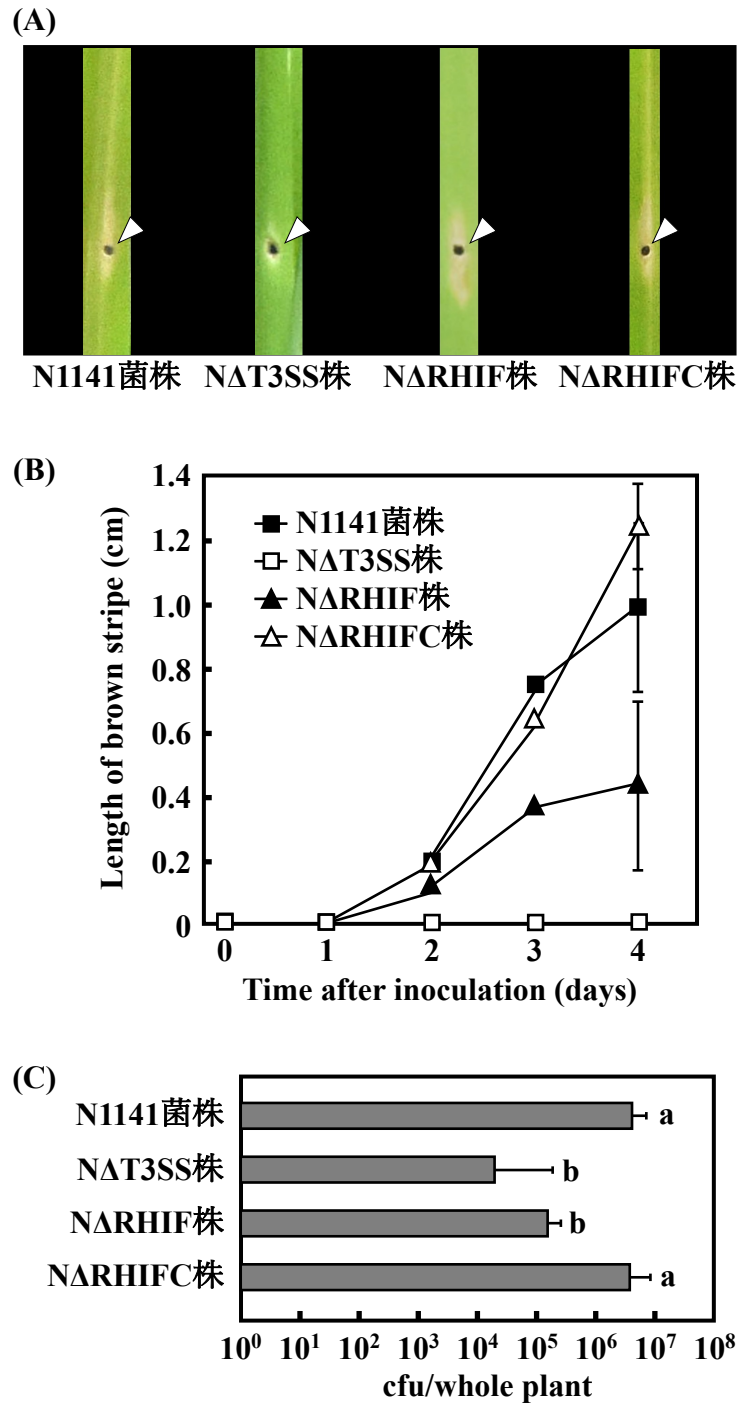 (A)
N1141菌株 NΔT3SS株 NΔRHIF株 NΔRHIFC株
(B)
Length of brown stripe (cm)
1.4
1.2
1.0
0.8
0.6
0.4
0.2
0
N1141菌株
NΔT3SS株
NΔRHIF株
NΔRHIFC株
0 1 2 3 4
Time after inoculation (days)
(C)
N1141菌株 a
NΔT3SS株 b
NΔRHIF株 b
NΔRHIFC株 a
10⁰ 10¹ 10² 10³ 10⁴ 10⁵ 10⁶ 10⁷ 10⁸
cfu/whole plant